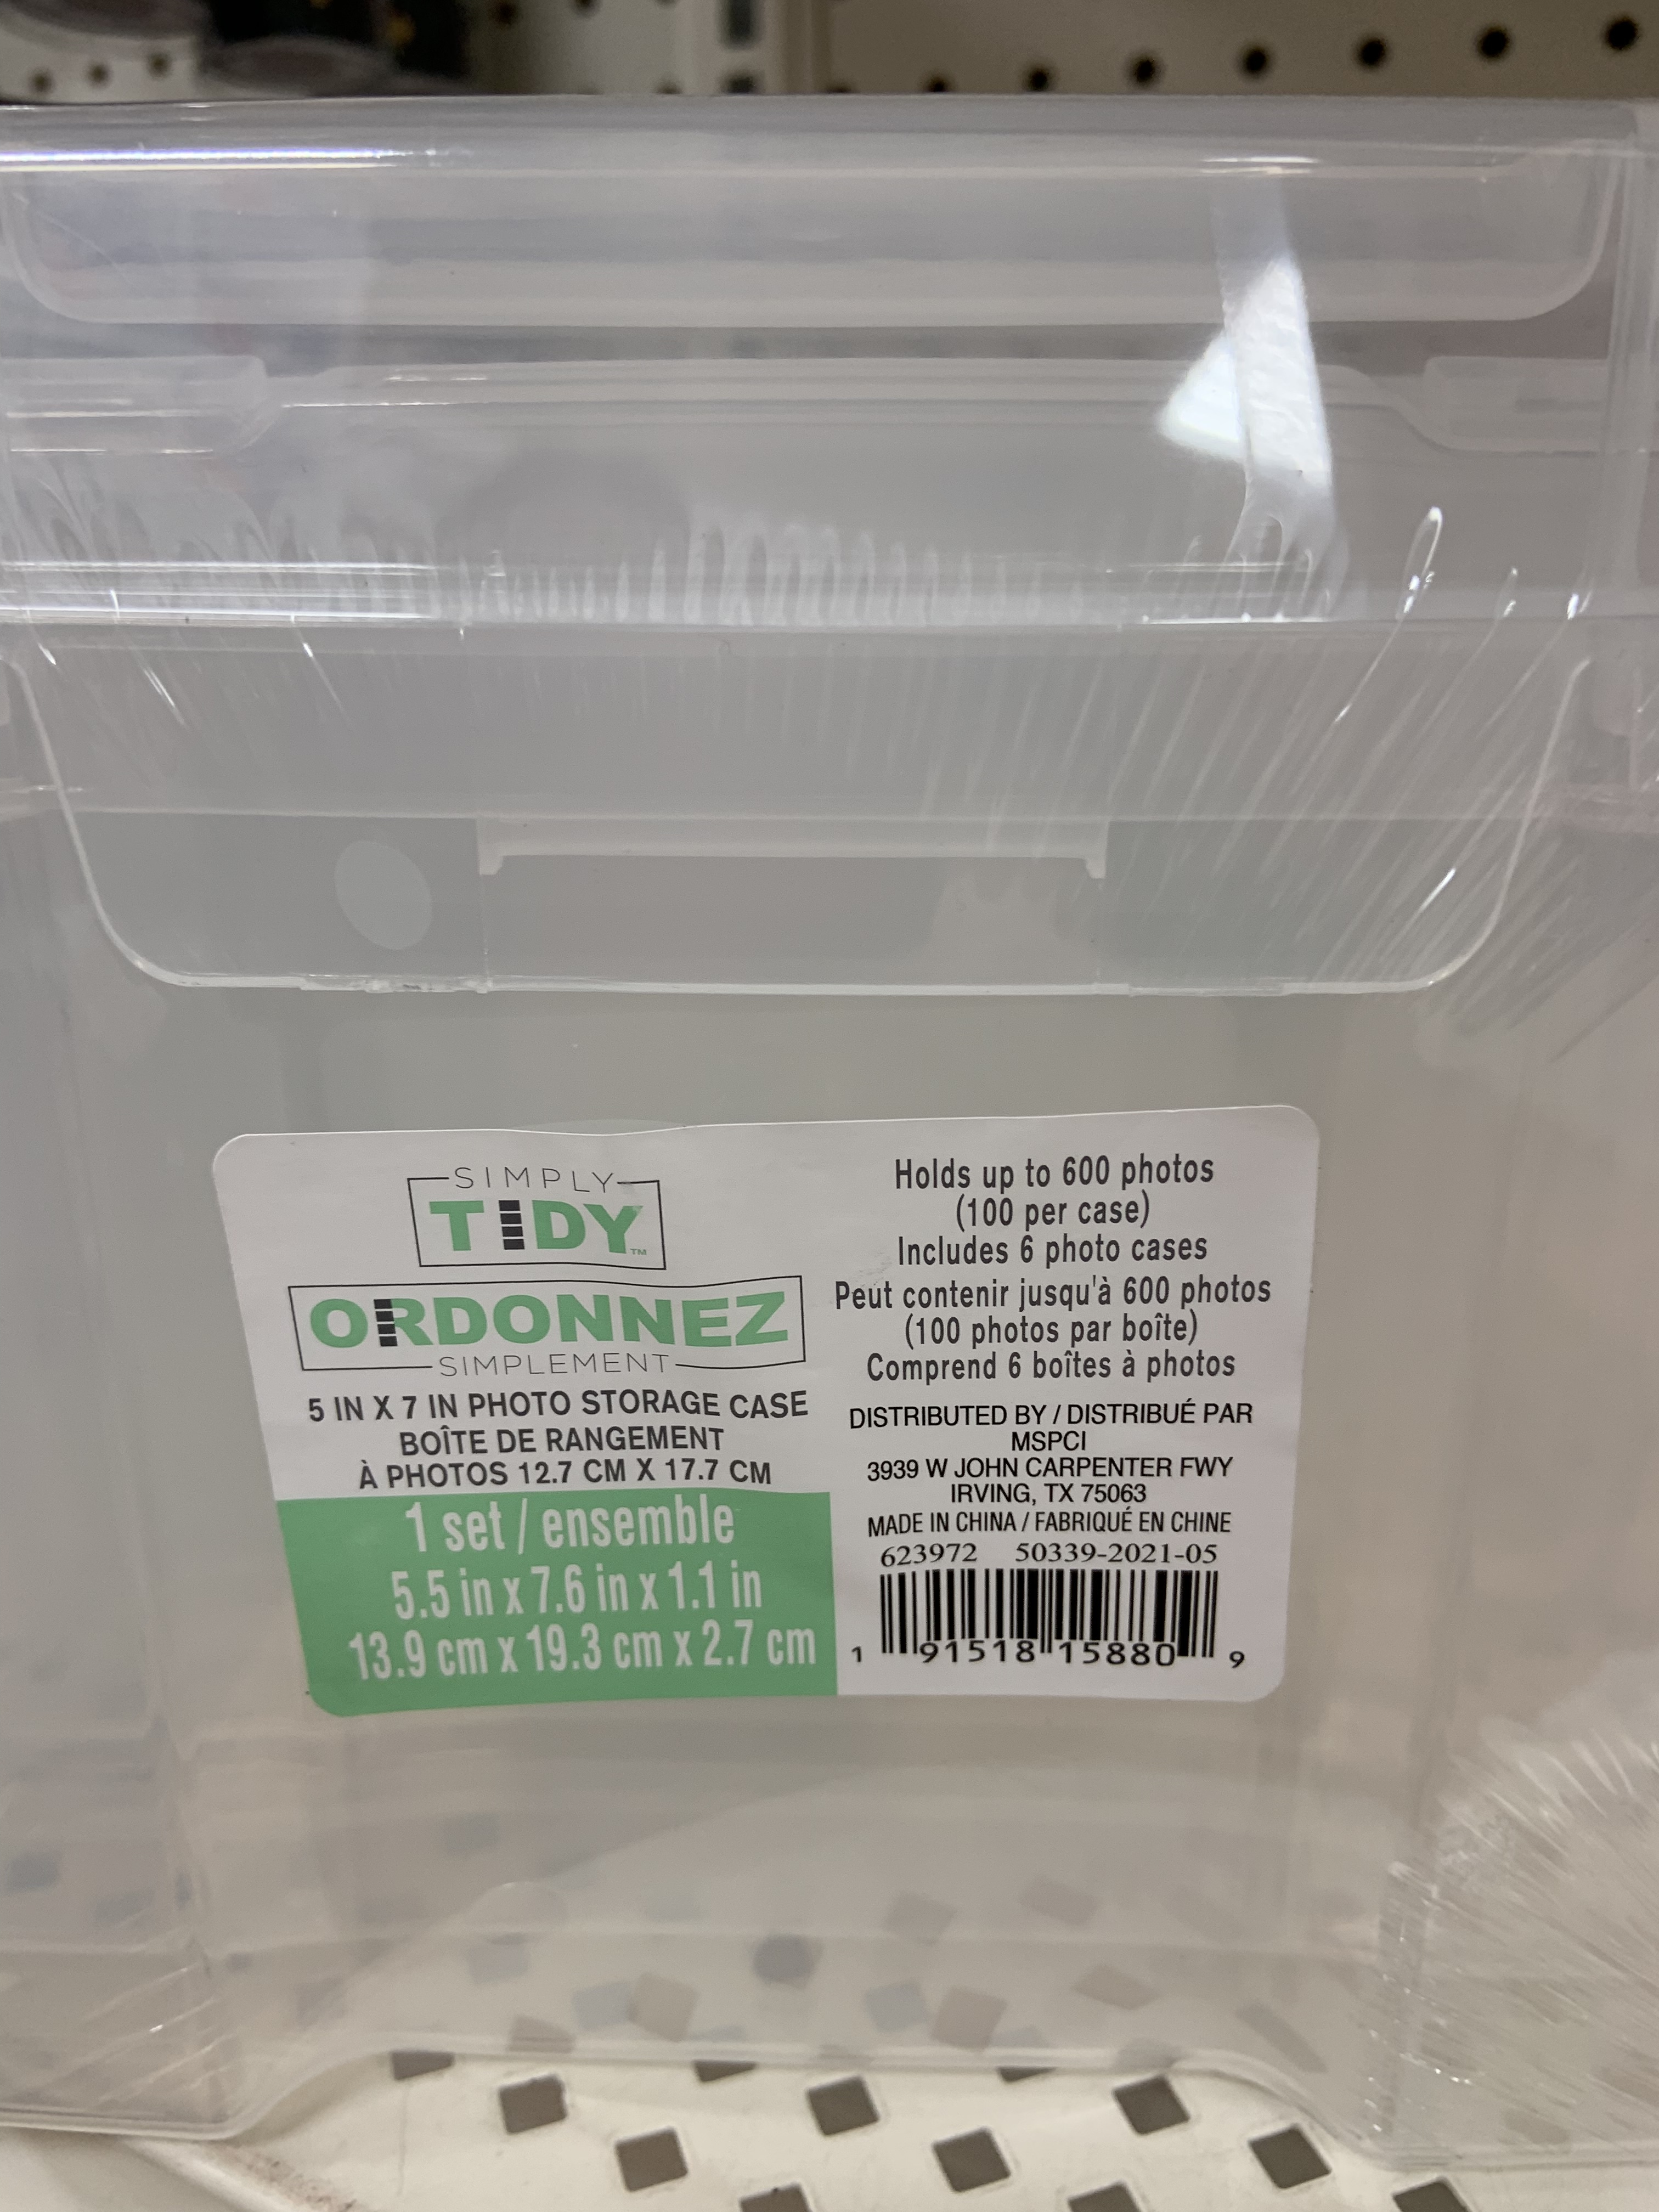 SIMPLY
TIDY™
ORDONNEZ
SIMPLEMENT
5 IN X 7 IN PHOTO STORAGE CASE
BOÎTE DE RANGEMENT
À PHOTOS 12.7 CM X 17.7 CM
1 set / ensemble
5.5 in x 7.6 in x 1.1 in
13.9 cm x 19.3 cm x 2.7 cm
Holds up to 600 photos
(100 per case)
Includes 6 photo cases
Peut contenir jusqu'à 600 photos
(100 photos par boîte)
Comprend 6 boîtes à photos
DISTRIBUTED BY / DISTRIBUÉ PAR
MSPCI
3939 W JOHN CARPENTER FWY
IRVING, TX 75063
MADE IN CHINA / FABRIQUÉ EN CHINE
623972 50339-2021-05
1 91518 15880 9